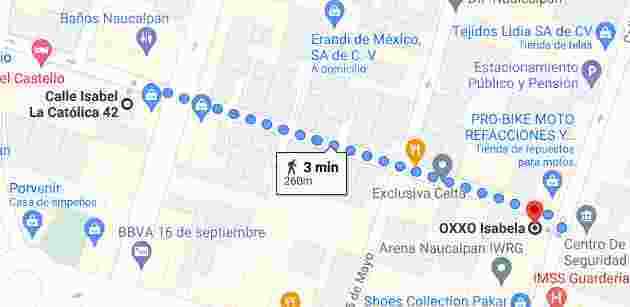 Baños Naucalpan
Erandi de México,
SA de C. V
A domicilio
Tejidos Lidia SA de CV
Tienda de telas
Estacionamiento
Público y Pensión
el Castello
Calle Isabel
La Católica 42
PRO-BIKE MOTO
REFACCIONES Y...
Tienda de repuestos
para motos
3 min
260m
Exclusiva Celta
Porvenir
Casa de empeños
BBVA 16 de septiembre
OXXO Isabela
Arena Naucalpan IWRG
Centro De
Seguridad
IMSS Guardería
de Mayo
Shoes Collection Pakar